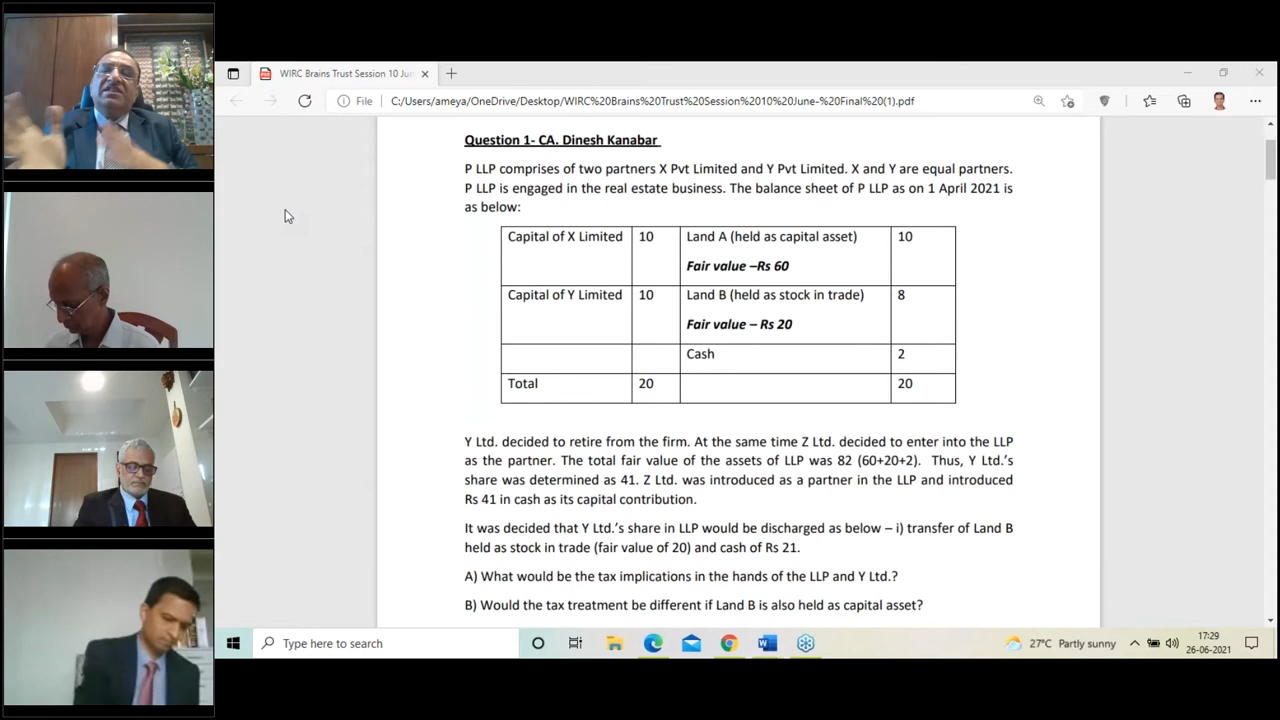 WIRC Brains Trust Session 10 Jun
File
C:/Users/ameya/OneDrive/Desktop/WIRC%20Brains%20Trust%20Session%2010%20June-%20Final%20(1).pdf
Question 1- CA. Dinesh Kanabar
P LLP comprises of two partners X Pvt Limited and Y Pvt Limited. X and Y are equal partners.
P LLP is engaged in the real estate business. The balance sheet of P LLP as on 1 April 2021 is
as below:
Capital of X Limited 10 Land A (held as capital asset) 10
Fair value –Rs 60
Capital of Y Limited 10 Land B (held as stock in trade) 8
Fair value – Rs 20
Cash 2
Total 20 20
Y Ltd. decided to retire from the firm. At the same time Z Ltd. decided to enter into the LLP
as the partner. The total fair value of the assets of LLP was 82 (60+20+2). Thus, Y Ltd.'s
share was determined as 41. Z Ltd. was introduced as a partner in the LLP and introduced
Rs 41 in cash as its capital contribution.
It was decided that Y Ltd.'s share in LLP would be discharged as below – i) transfer of Land B
held as stock in trade (fair value of 20) and cash of Rs 21.
A) What would be the tax implications in the hands of the LLP and Y Ltd.?
B) Would the tax treatment be different if Land B is also held as capital asset?
Type here to search
27°C Partly sunny
17:29
26-06-2021